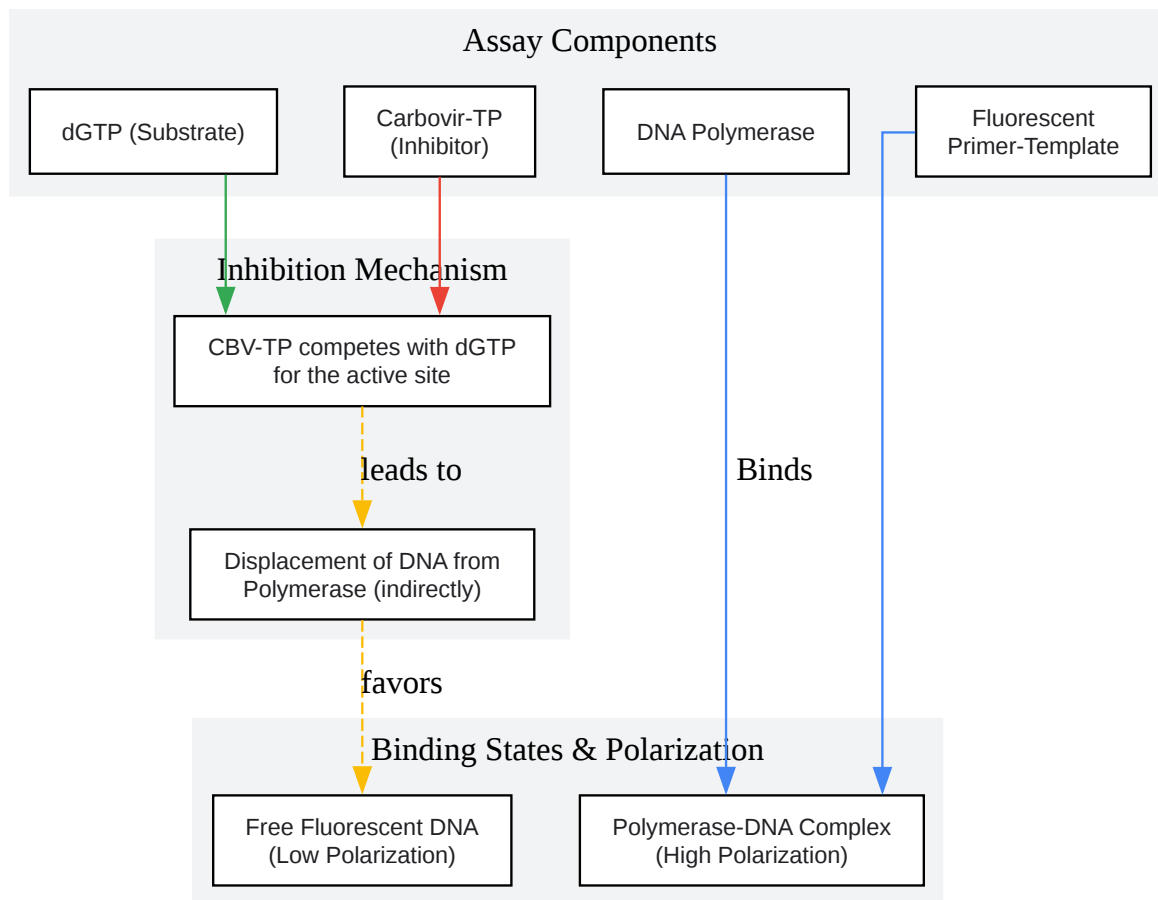 Assay Components
dGTP (Substrate)
Carbovir-TP
(Inhibitor)
DNA Polymerase
Fluorescent
Primer-Template
Inhibition Mechanism
CBV-TP competes with dGTP
for the active site
leads to
Binds
Displacement of DNA from
Polymerase (indirectly)
favors
Binding States & Polarization
Free Fluorescent DNA
(Low Polarization)
Polymerase-DNA Complex
(High Polarization)